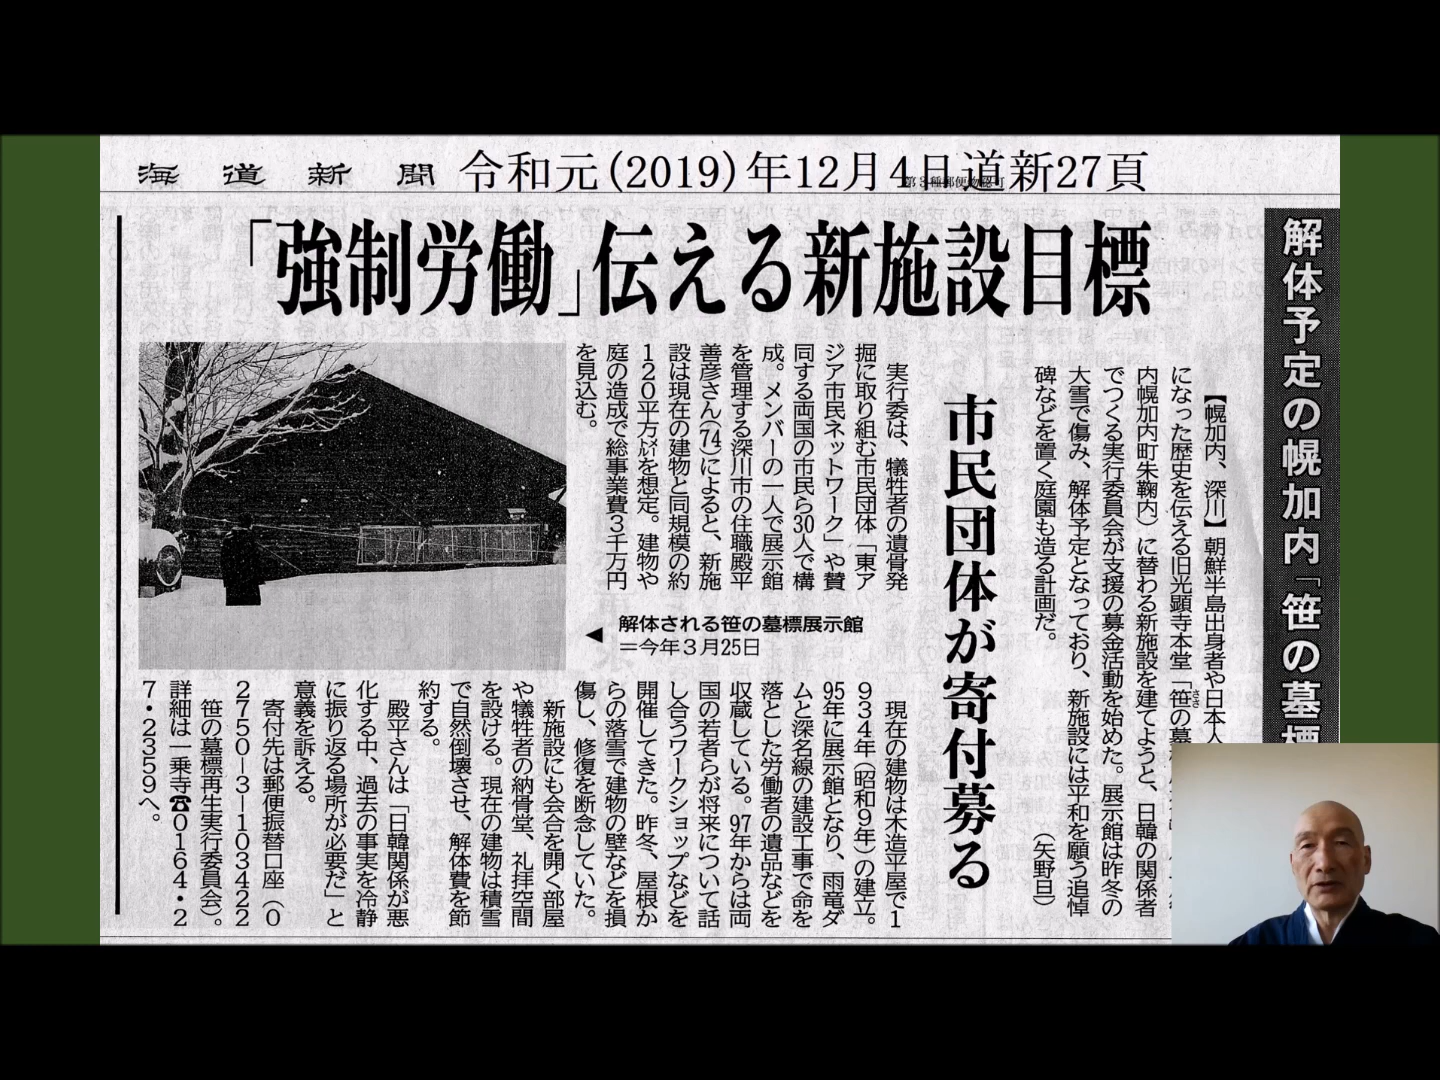 海道新聞 令和元(2019)年12月4日道新27頁
第3種郵便物認可
解体予定の幌加内「笹の墓標
「強制労働」伝える新施設目標
市民団体が寄付募る
【幌加内、深川】朝鮮半島出身者や日本人
になった歴史を伝える旧光顕寺本堂「笹の墓
内幌加内町朱鞠内）に替わる新施設を建てようと、日韓の関係者
でつくる実行委員会が支援の募金活動を始めた。展示館は昨冬の
大雪で傷み、解体予定となっており、新施設には平和を願う追悼
碑などを置く庭園も造る計画だ。（矢野旦）
実行委は、犠牲者の遺骨発
掘に取り組む市民団体「東ア
ジア市民ネットワーク」や賛
同する両国の市民ら30人で構
成。メンバーの一人で展示館
を管理する深川市の住職殿平
善彦さん(74)によると、新施
設は現在の建物と同規模の約
120平方㍍を想定。建物や
庭の造成で総事業費3千万円
を見込む。
解体される笹の墓標展示館
＝今年3月25日
現在の建物は木造平屋で1
934年（昭和9年）の建立。
95年に展示館となり、雨竜ダ
ムと深名線の建設工事で命を
落とした労働者の遺品などを
収蔵している。97年からは両
国の若者らが将来について話
し合うワークショップなどを
開催してきた。昨冬、屋根か
らの落雪で建物の壁などを損
傷し、修復を断念していた。
新施設にも会合を開く部屋
や犠牲者の納骨堂、礼拝空間
を設ける。現在の建物は積雪
で自然倒壊させ、解体費を節
約する。
殿平さんは「日韓関係が悪
化する中、過去の事実を冷静
に振り返る場所が必要だ」と
意義を訴える。
寄付先は郵便振替口座（0
2750－3－103422
笹の墓標再生実行委員会）。
詳細は一乗寺☎0164・2
7・2359へ。